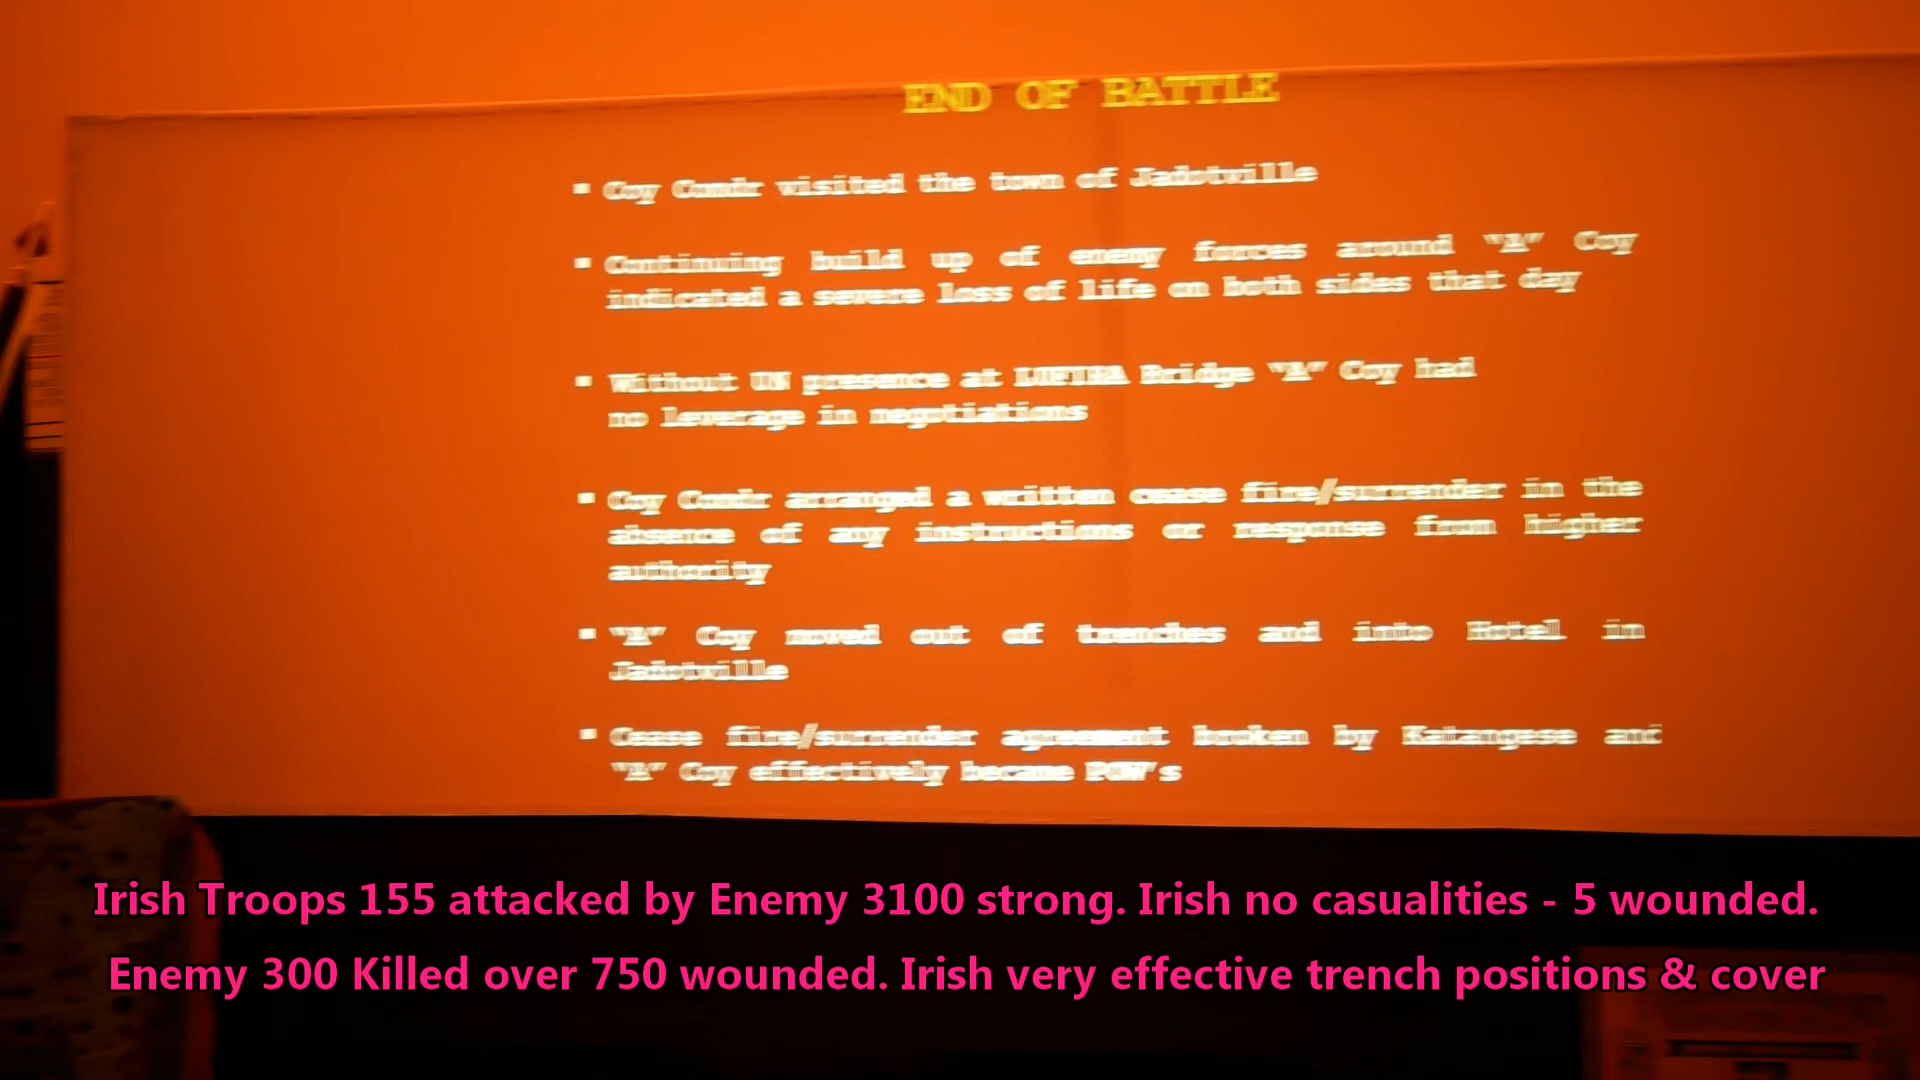 END OF BATTLE
▪ Coy Comdr visited the town of Jadotville
▪ Continuing build up of enemy forces around "A" Coy
indicated a severe loss of life on both sides that day
▪ Without UN presence at LUFIRA Bridge "A" Coy had
no leverage in negotiations
▪ Coy Comdr arranged a written cease fire/surrender in the
absence of any instructions or response from higher
authority
▪ "A" Coy moved out of trenches and into Hotel in
Jadotville
▪ Cease fire/surrender agreement broken by Katangese and
"A" Coy effectively became POW's
Irish Troops 155 attacked by Enemy 3100 strong. Irish no casualities - 5 wounded.
Enemy 300 Killed over 750 wounded. Irish very effective trench positions & cover